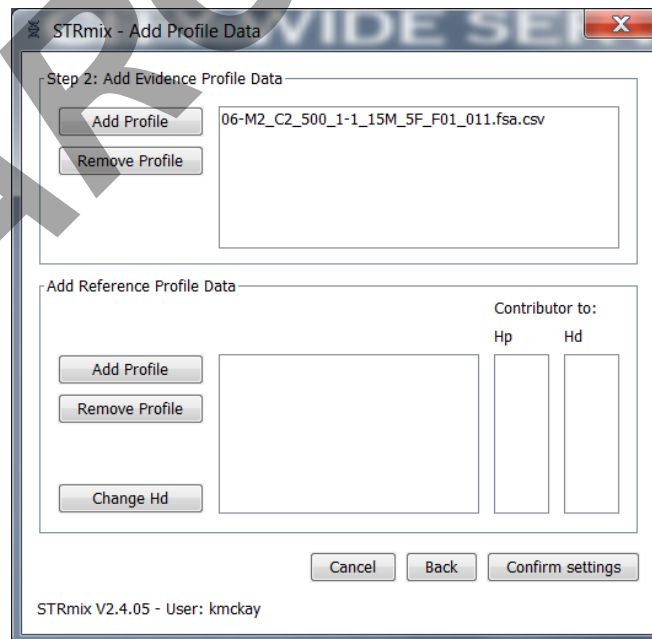 STRmix - Add Profile Data
Step 2: Add Evidence Profile Data
Add Profile
06-M2_C2_500_1-1_15M_5F_F01_011.fsa.csv
Remove Profile
Add Reference Profile Data
Contributor to:
Hp Hd
Add Profile
Remove Profile
Change Hd
Cancel Back Confirm settings
STRmix V2.4.05 - User: kmckay